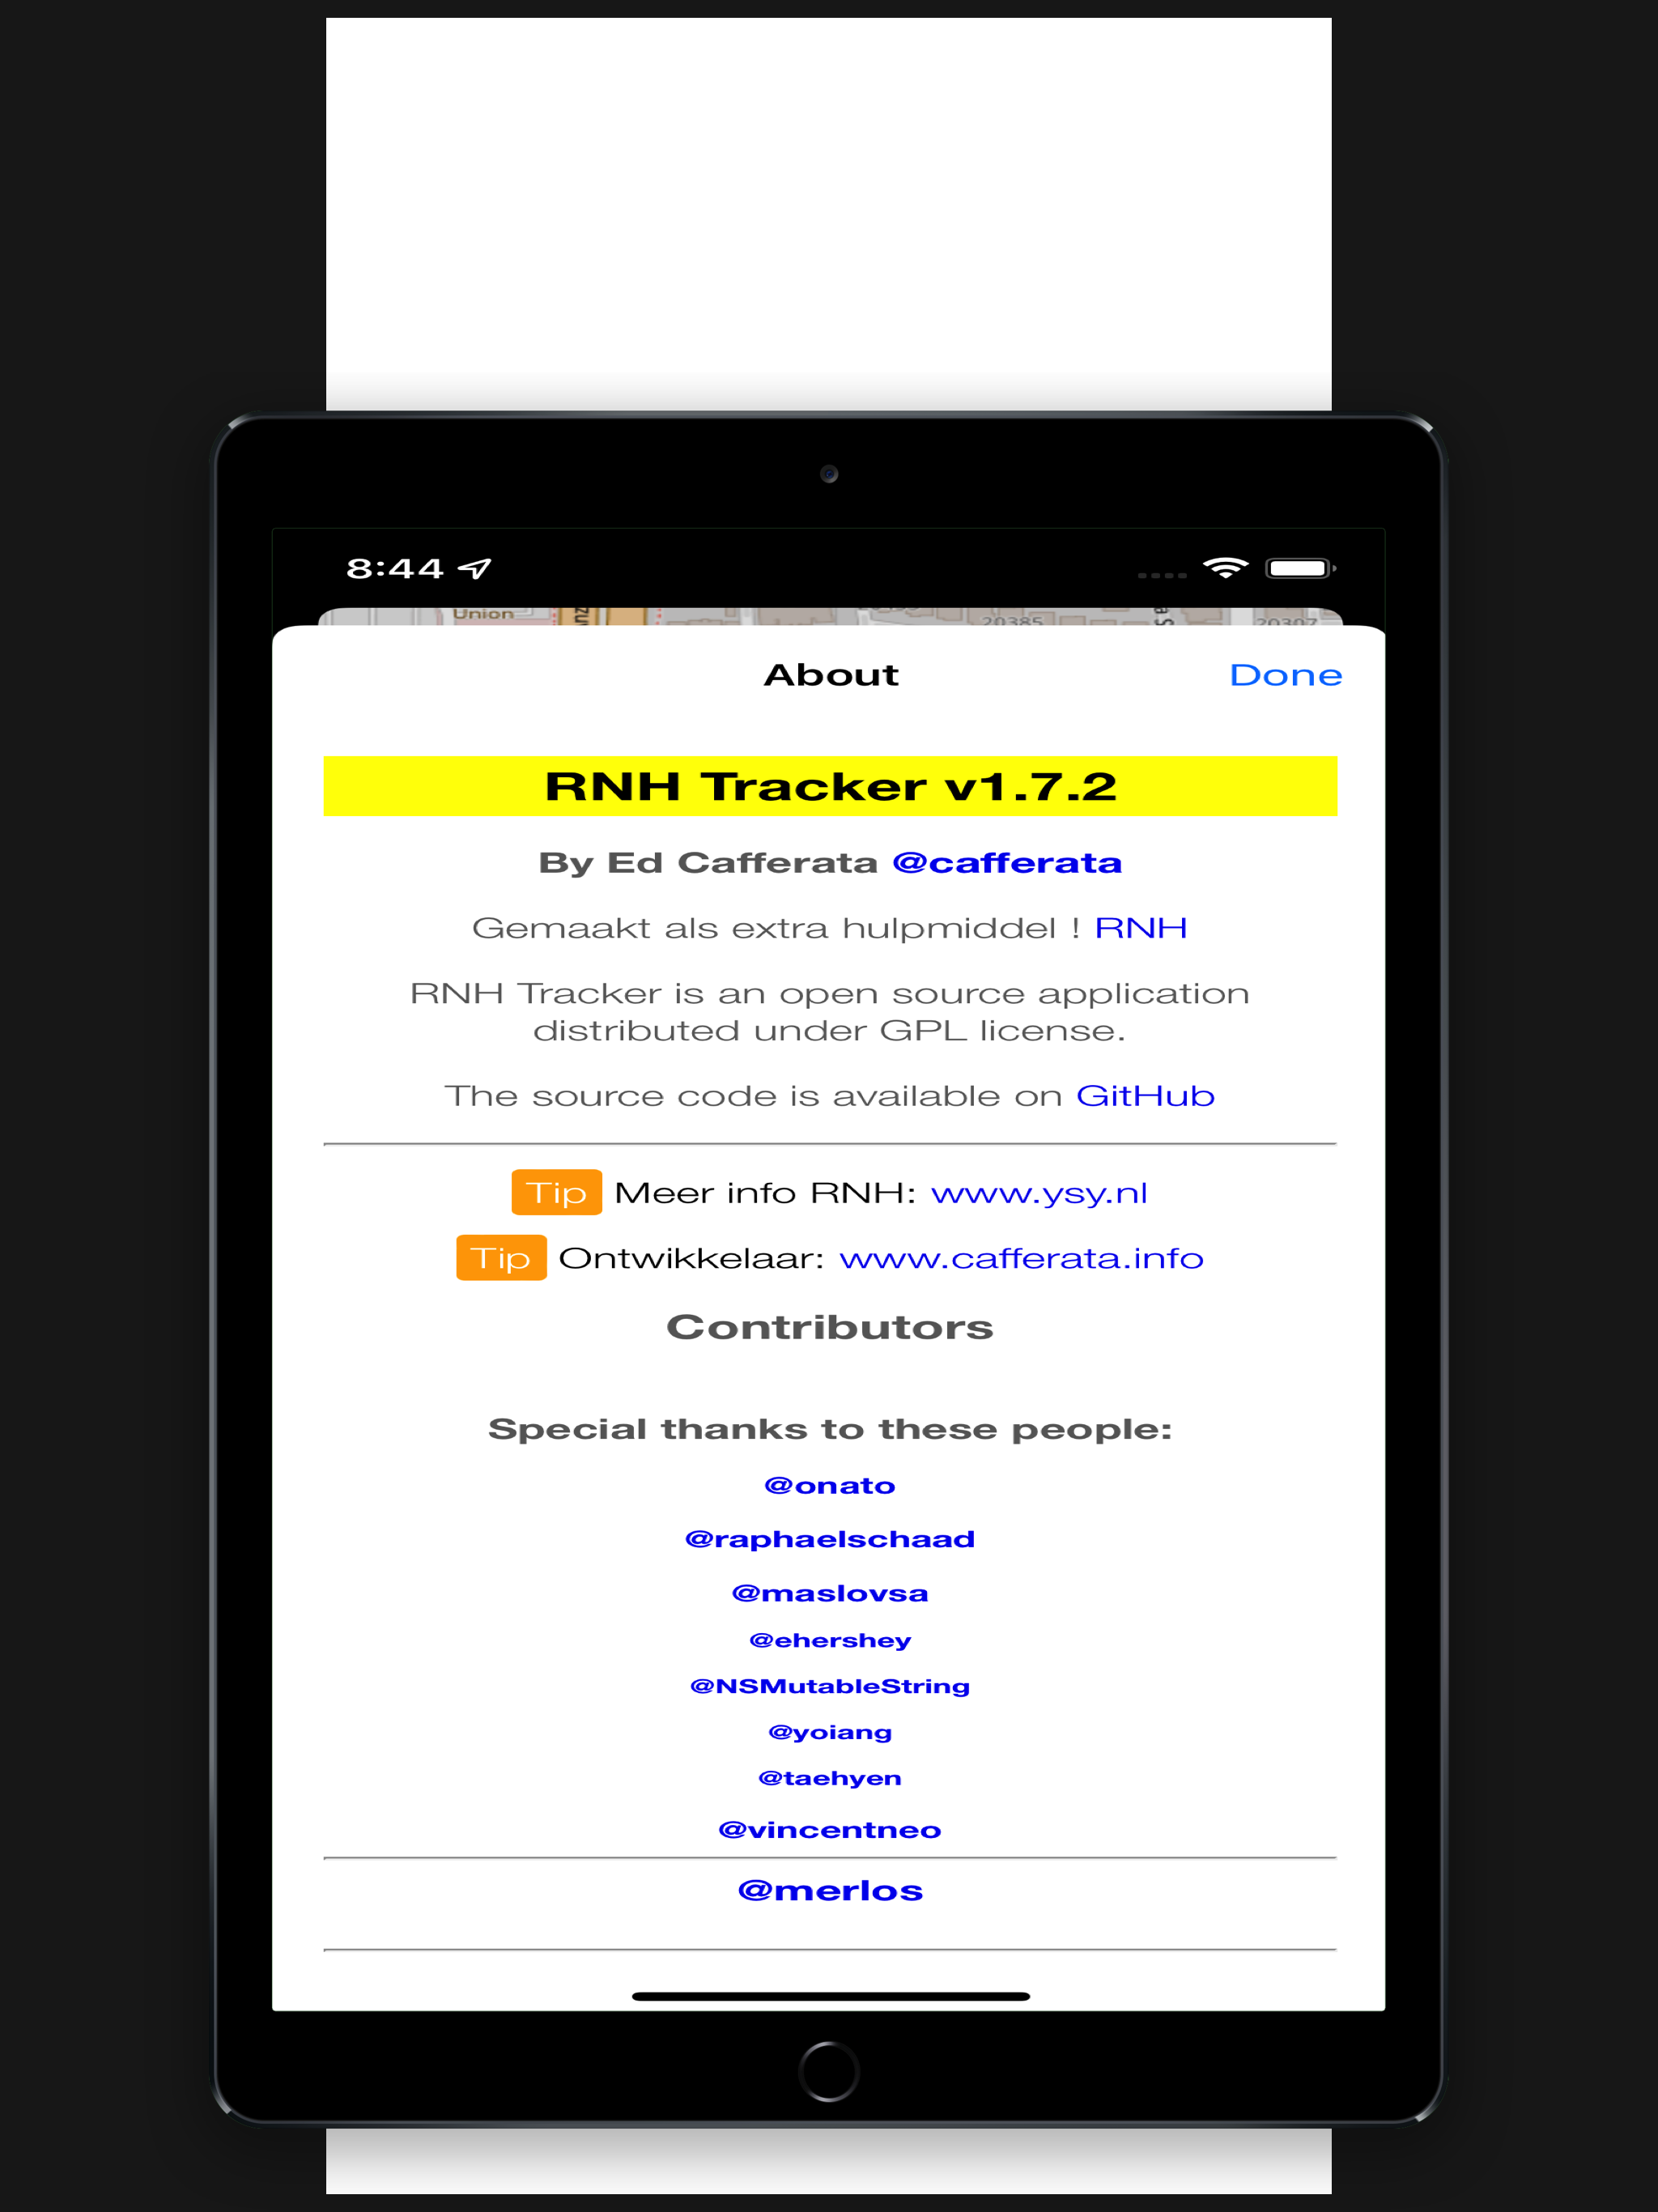 8:44
Union
20385
20307
About
Done
RNH Tracker v1.7.2
By Ed Cafferata @cafferata
Gemaakt als extra hulpmiddel ! RNH
RNH Tracker is an open source application
distributed under GPL license.
The source code is available on GitHub
Tip Meer info RNH: www.ysy.nl
Tip Ontwikkelaar: www.cafferata.info
Contributors
Special thanks to these people:
@onato
@raphaelschaad
@maslovsa
@ehershey
@NSMutableString
@yoiang
@taehyen
@vincentneo
@merlos